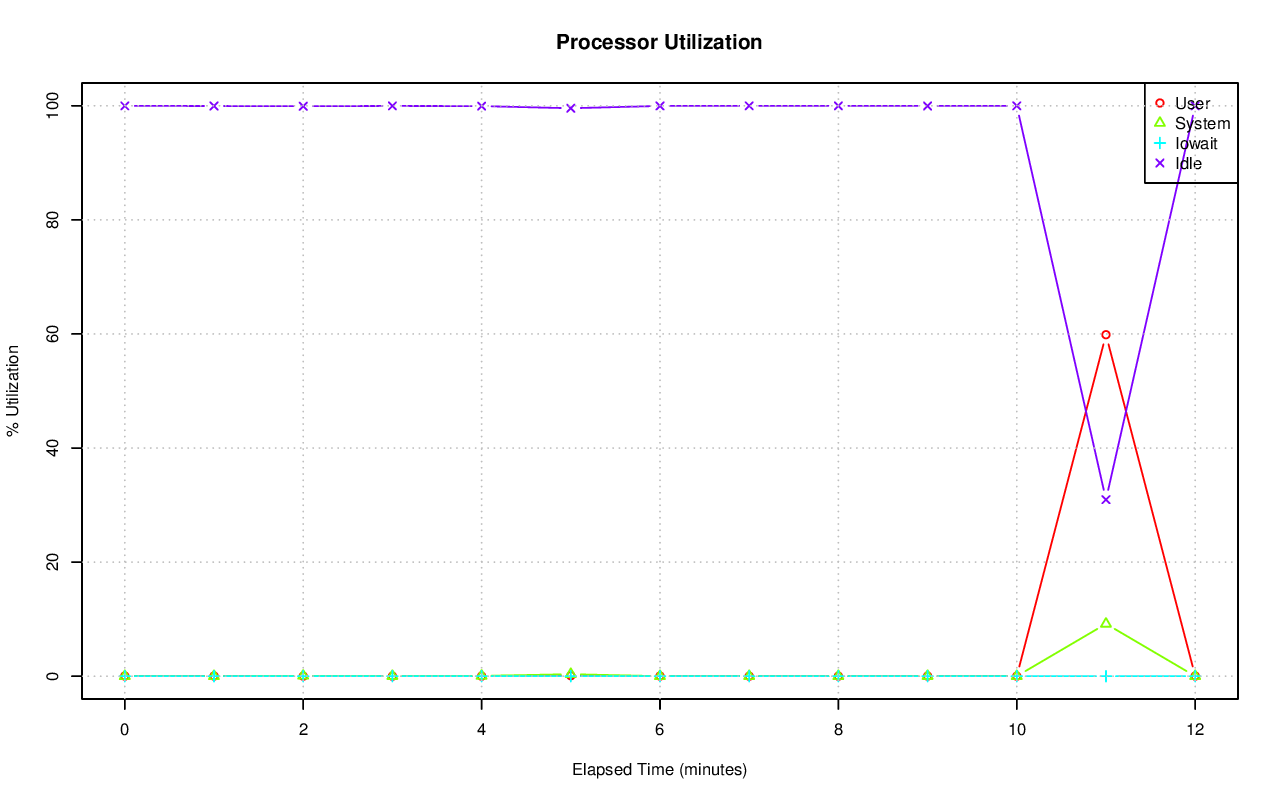 Processor Utilization
% Utilization
100
80
60
40
20
0
User
System
Iowait
Idle
0 2 4 6 8 10 12
Elapsed Time (minutes)